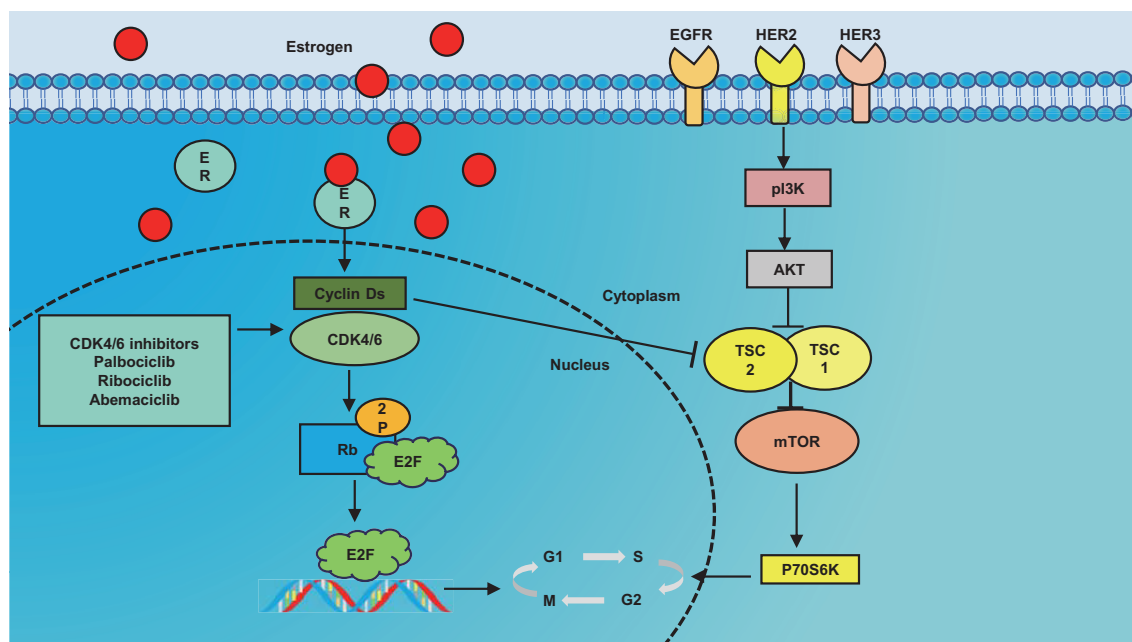 Estrogen
EGFR
HER2
HER3
E
R
E
R
pI3K
AKT
Cyclin Ds
CDK4/6
Cytoplasm
Nucleus
CDK4/6 inhibitors
Palbociclib
Ribociclib
Abemaciclib
TSC
2
TSC
1
mTOR
2
P
Rb
E2F
E2F
G1
S
M
G2
P70S6K